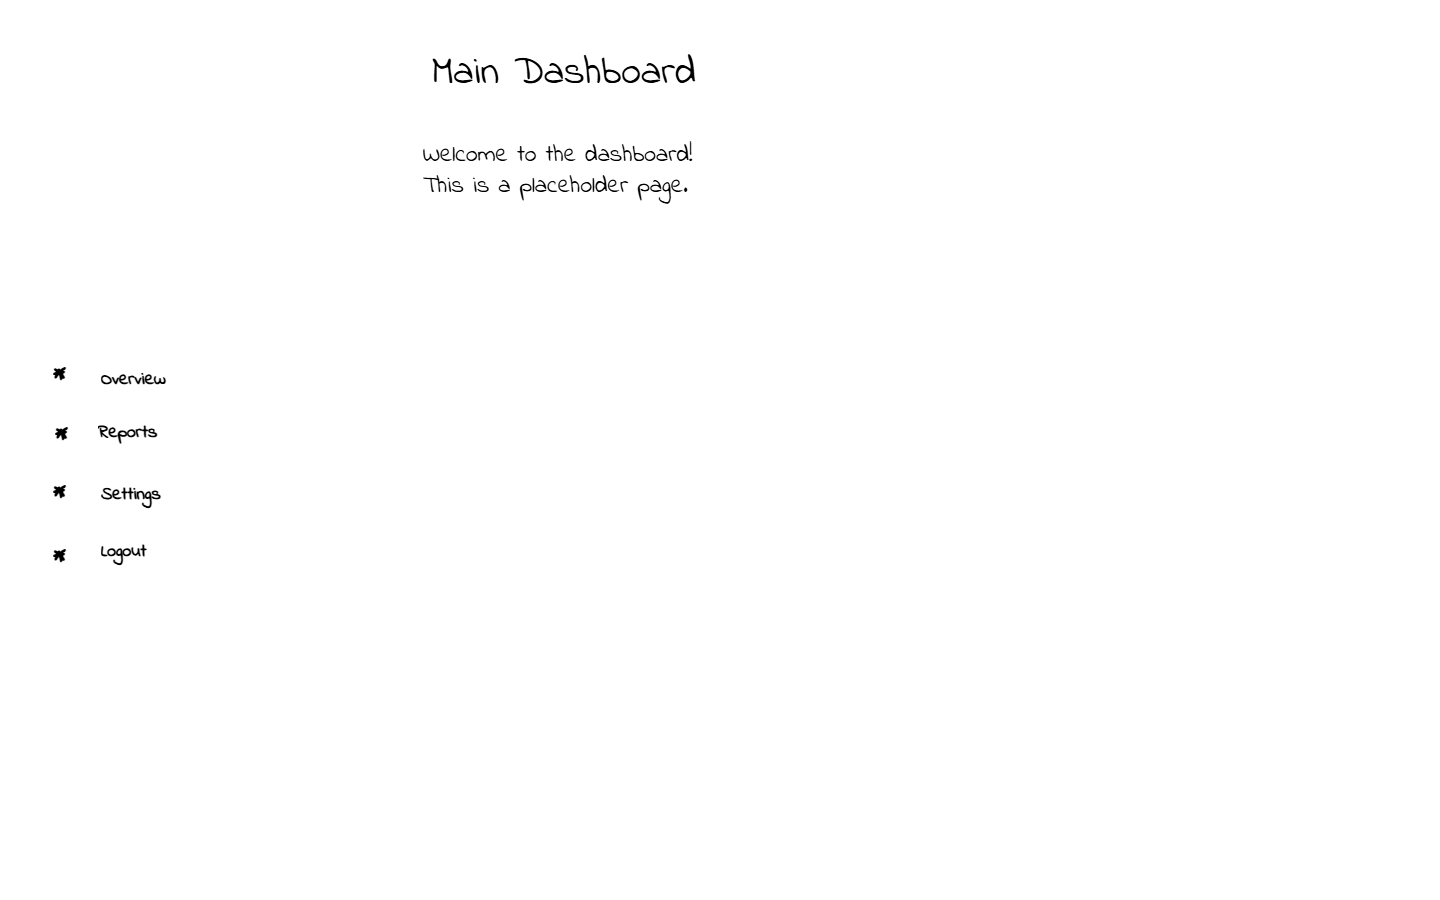 Main Dashboard
Welcome to the dashboard!
This is a placeholder page.
* Overview
* Reports
* Settings
* Logout